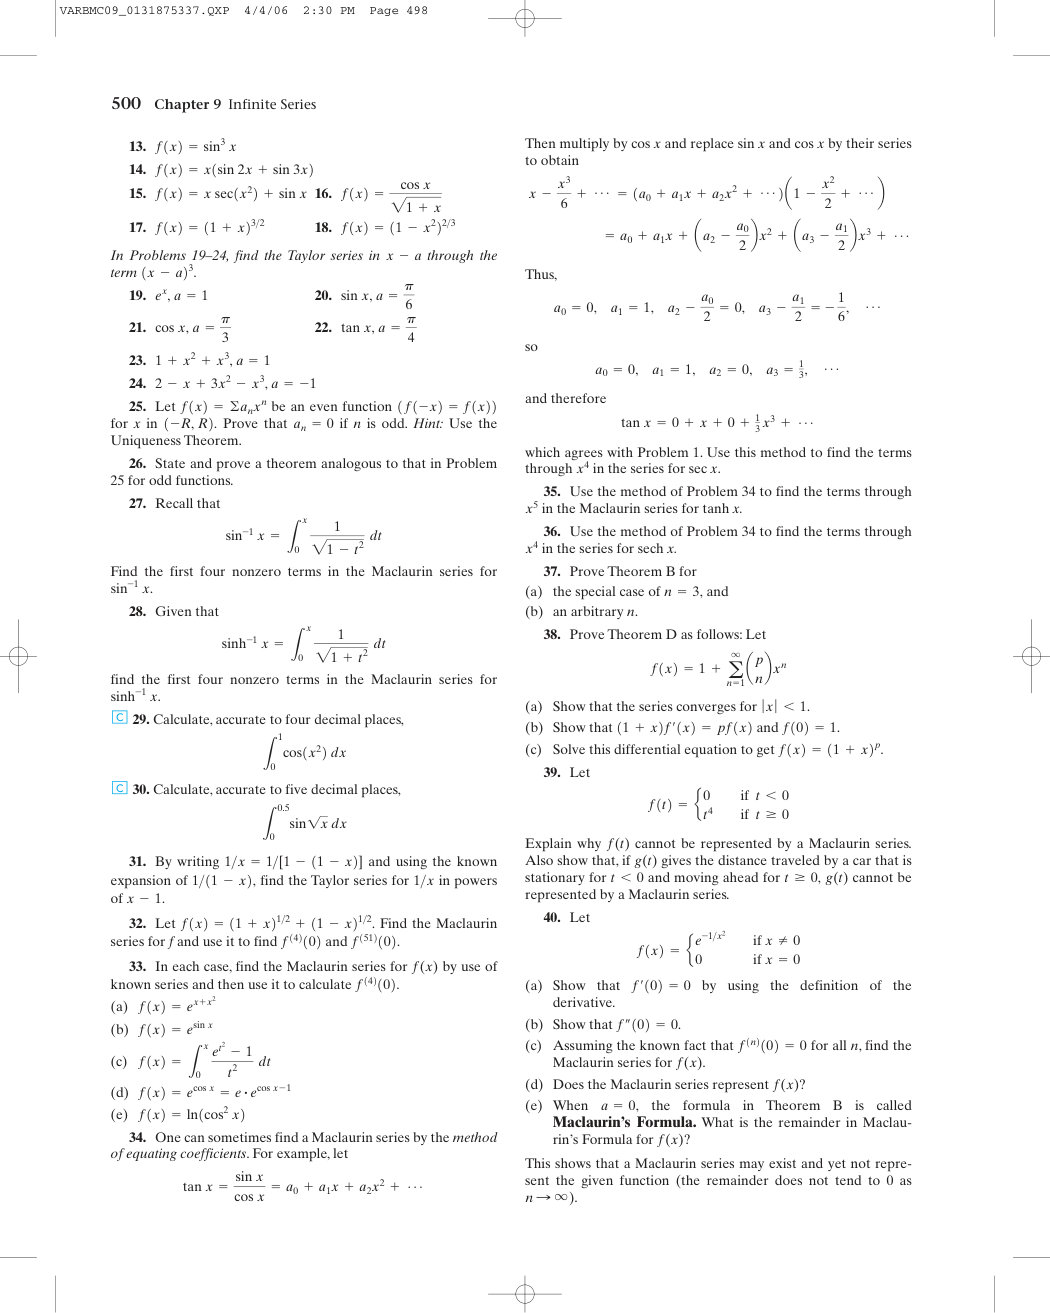 VARBMC09_0131875337.QXP 4/4/06 2:30 PM Page 498
500 Chapter 9 Infinite Series
13. f(x) = sin³ x
14. f(x) = x(sin 2x + sin 3x)
15. f(x) = x sec(x²) + sin x 16. f(x) = cos x / √(1 + x)
17. f(x) = (1 + x)^(3/2) 18. f(x) = (1 − x²)^(2/3)
In Problems 19–24, find the Taylor series in x − a through the
term (x − a)³.
19. eˣ, a = 1 20. sin x, a = π/6
21. cos x, a = π/3 22. tan x, a = π/4
23. 1 + x² + x³, a = 1
24. 2 − x + 3x² − x³, a = −1
25. Let f(x) = Σaₙxⁿ be an even function (f(−x) = f(x))
for x in (−R, R). Prove that aₙ = 0 if n is odd. Hint: Use the
Uniqueness Theorem.
26. State and prove a theorem analogous to that in Problem
25 for odd functions.
27. Recall that
sin⁻¹ x = ∫₀ˣ 1/√(1 − t²) dt
Find the first four nonzero terms in the Maclaurin series for
sin⁻¹ x.
28. Given that
sinh⁻¹ x = ∫₀ˣ 1/√(1 + t²) dt
find the first four nonzero terms in the Maclaurin series for
sinh⁻¹ x.
C 29. Calculate, accurate to four decimal places,
∫₀¹ cos(x²) dx
C 30. Calculate, accurate to five decimal places,
∫₀^0.5 sin√x dx
31. By writing 1/x = 1/[1 − (1 − x)] and using the known
expansion of 1/(1 − x), find the Taylor series for 1/x in powers
of x − 1.
32. Let f(x) = (1 + x)^(1/2) + (1 − x)^(1/2). Find the Maclaurin
series for f and use it to find f⁽⁴⁾(0) and f⁽⁵¹⁾(0).
33. In each case, find the Maclaurin series for f(x) by use of
known series and then use it to calculate f⁽⁴⁾(0).
(a) f(x) = e^(x+x²)
(b) f(x) = e^(sin x)
(c) f(x) = ∫₀ˣ (e^(t²) − 1)/t² dt
(d) f(x) = e^(cos x) = e · e^(cos x−1)
(e) f(x) = ln(cos² x)
34. One can sometimes find a Maclaurin series by the method
of equating coefficients. For example, let
tan x = sin x / cos x = a₀ + a₁x + a₂x² + ⋯
Then multiply by cos x and replace sin x and cos x by their series
to obtain
x − x³/6 + ⋯ = (a₀ + a₁x + a₂x² + ⋯)(1 − x²/2 + ⋯)
= a₀ + a₁x + (a₂ − a₀/2)x² + (a₃ − a₁/2)x³ + ⋯
Thus,
a₀ = 0, a₁ = 1, a₂ − a₀/2 = 0, a₃ − a₁/2 = −1/6, ⋯
so
a₀ = 0, a₁ = 1, a₂ = 0, a₃ = 1/3, ⋯
and therefore
tan x = 0 + x + 0 + 1/3 x³ + ⋯
which agrees with Problem 1. Use this method to find the terms
through x⁴ in the series for sec x.
35. Use the method of Problem 34 to find the terms through
x⁵ in the Maclaurin series for tanh x.
36. Use the method of Problem 34 to find the terms through
x⁴ in the series for sech x.
37. Prove Theorem B for
(a) the special case of n = 3, and
(b) an arbitrary n.
38. Prove Theorem D as follows: Let
f(x) = 1 + ∞∑n=1 (p n) xⁿ
(a) Show that the series converges for |x| < 1.
(b) Show that (1 + x)f′(x) = pf(x) and f(0) = 1.
(c) Solve this differential equation to get f(x) = (1 + x)ᵖ.
39. Let
f(t) = {0 if t < 0
t⁴ if t ≥ 0
Explain why f(t) cannot be represented by a Maclaurin series.
Also show that, if g(t) gives the distance traveled by a car that is
stationary for t < 0 and moving ahead for t ≥ 0, g(t) cannot be
represented by a Maclaurin series.
40. Let
f(x) = {e^(−1/x²) if x ≠ 0
0 if x = 0
(a) Show that f′(0) = 0 by using the definition of the
derivative.
(b) Show that f″(0) = 0.
(c) Assuming the known fact that f⁽ⁿ⁾(0) = 0 for all n, find the
Maclaurin series for f(x).
(d) Does the Maclaurin series represent f(x)?
(e) When a = 0, the formula in Theorem B is called
Maclaurin's Formula. What is the remainder in Maclau-
rin's Formula for f(x)?
This shows that a Maclaurin series may exist and yet not repre-
sent the given function (the remainder does not tend to 0 as
n → ∞).